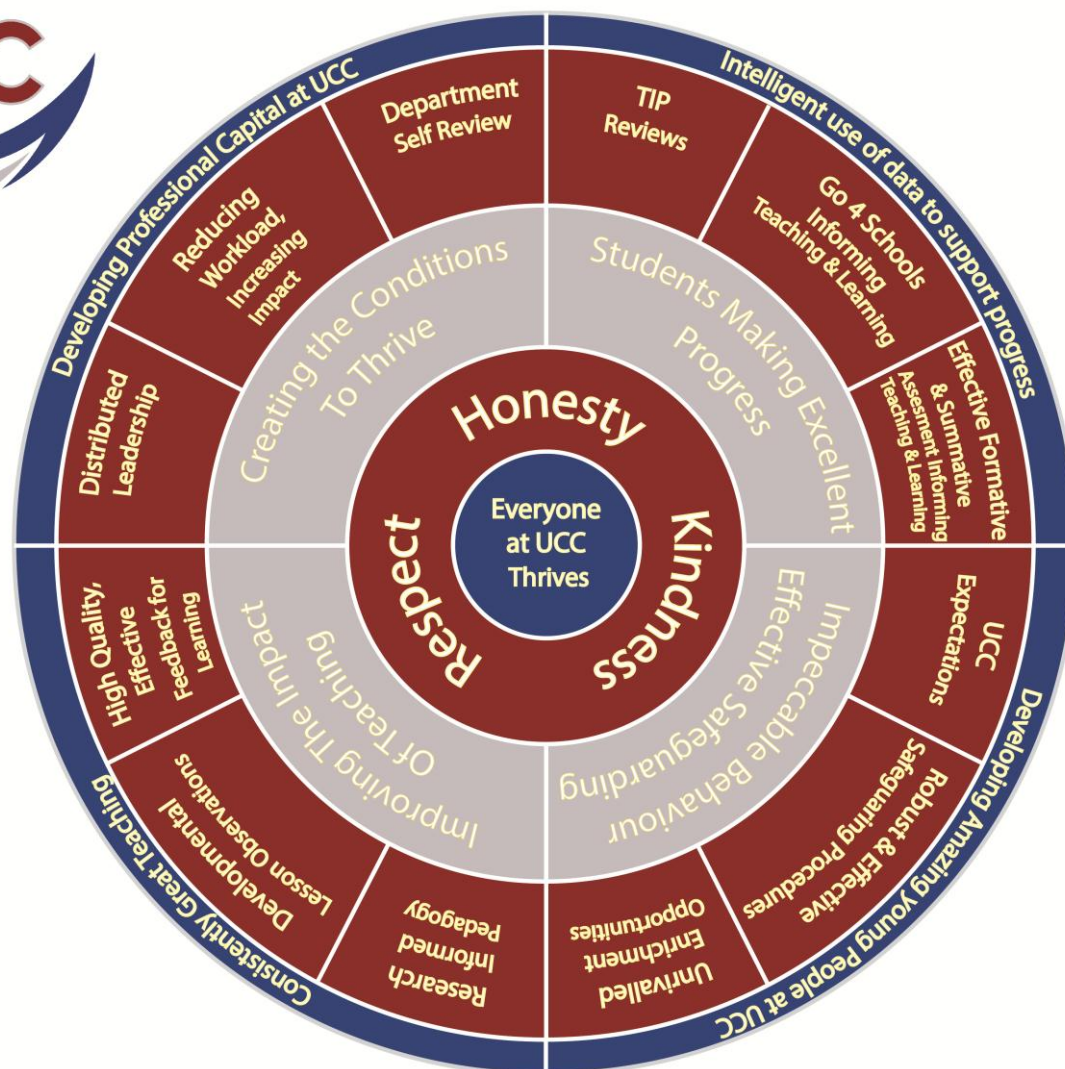 C
Developing Professional Capital at UCC
Intelligent use of data to support progress
Developing Amazing young People at UCC
Consistently Great Teaching
Department
Self Review
Reducing
Workload,
Increasing
Impact
Distributed
Leadership
TIP
Reviews
Go 4 Schools
Informing
Teaching & Learning
Effective Formative
& Summative
Assesment Informing
Teaching & Learning
UCC
Expectations
Robust & Effective
Safeguaring Procedures
Unrivalled
Enrichment
Opportunities
Research
Informed
Pedagogy
Developmental
Lesson Observations
High Quality,
Effective
Feedback for
Learning
Creating the Conditions
To Thrive
Students Making Excellent
Progress
Impeccable Behaviour
Effective Safeguarding
Improving The Impact
Of Teaching
Honesty
Kindness
Respect
Everyone
at UCC
Thrives